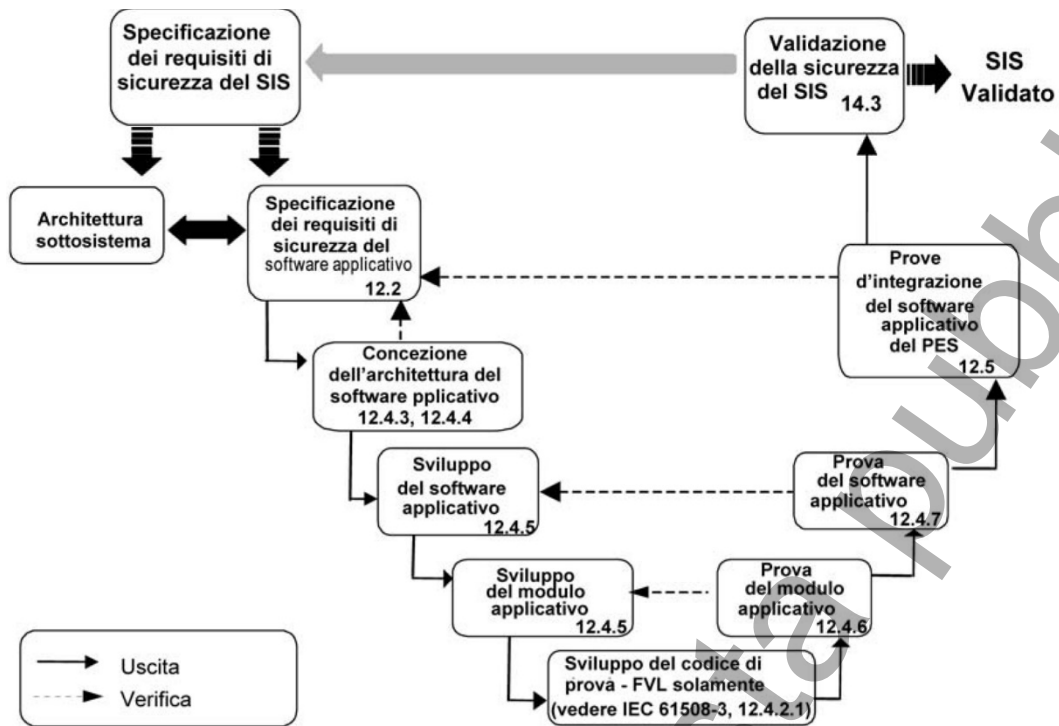 Specificazione
dei requisiti di
sicurezza del SIS
Validazione
della sicurezza
del SIS
14.3
SIS
Validato
Architettura
sottosistema
Specificazione
dei requisiti di
sicurezza del
software applicativo
12.2
Prove
d'integrazione
del software
applicativo
del PES
12.5
Concezione
dell'architettura del
software pplicativo
12.4.3, 12.4.4
Sviluppo
del software
applicativo
12.4.5
Prova
del software
applicativo
12.4.7
Sviluppo
del modulo
applicativo
12.4.5
Prova
del modulo
applicativo
12.4.6
Sviluppo del codice di
prova - FVL solamente
(vedere IEC 61508-3, 12.4.2.1)
Uscita
Verifica